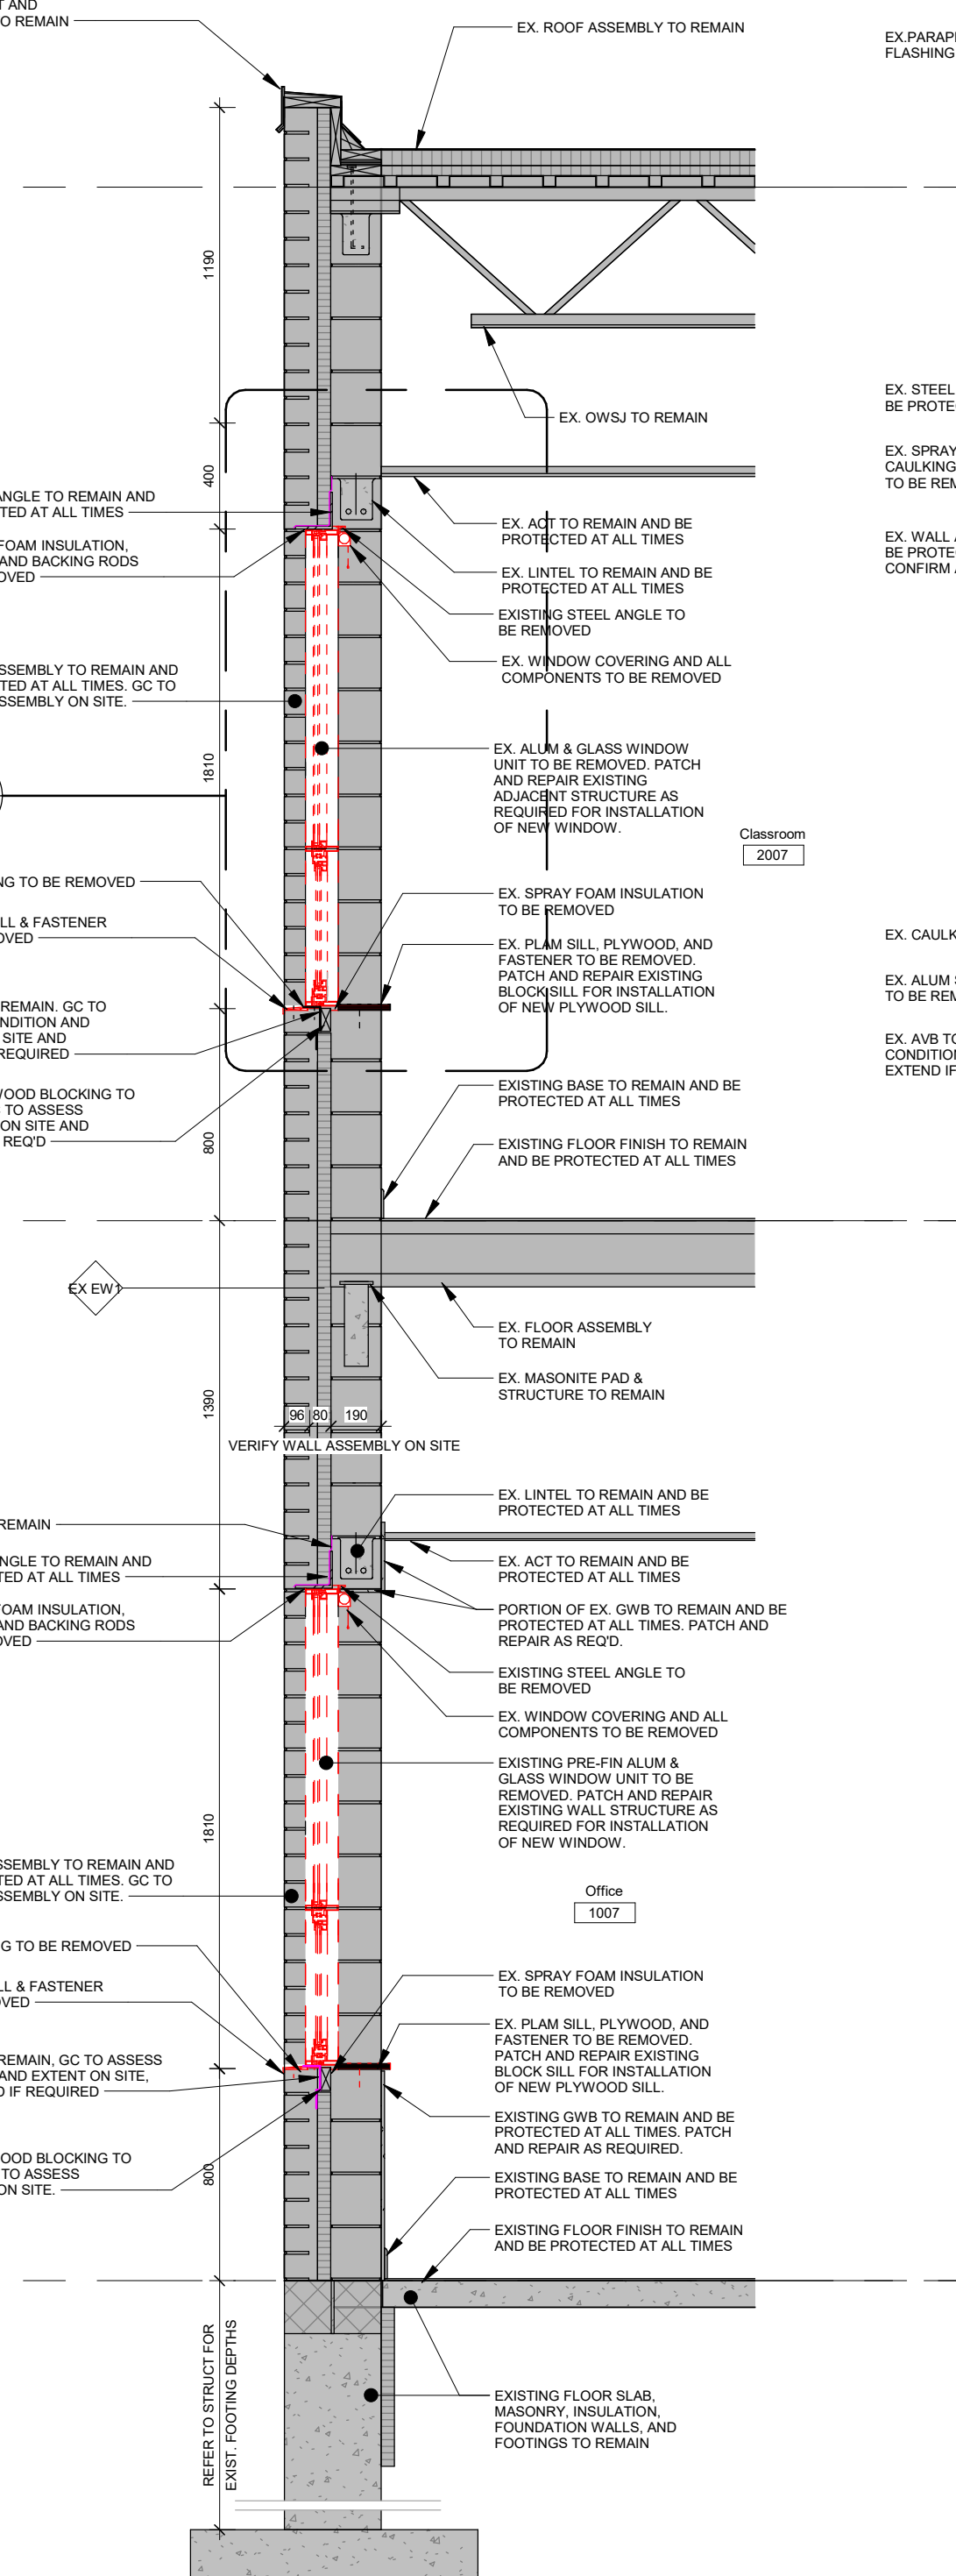 T AND
TO REMAIN
EX. ROOF ASSEMBLY TO REMAIN
EX.PARAP
FLASHING
1190
EX. OWSJ TO REMAIN
EX. STEEL
BE PROTE
400
EX. SPRAY
CAULKING
TO BE REM
ANGLE TO REMAIN AND
TED AT ALL TIMES
EX. ACT TO REMAIN AND BE
PROTECTED AT ALL TIMES
FOAM INSULATION,
AND BACKING RODS
OVED
EX. WALL
BE PROTE
CONFIRM A
EX. LINTEL TO REMAIN AND BE
PROTECTED AT ALL TIMES
EXISTING STEEL ANGLE TO
BE REMOVED
EX. WINDOW COVERING AND ALL
COMPONENTS TO BE REMOVED
SSEMBLY TO REMAIN AND
TED AT ALL TIMES. GC TO
SSEMBLY ON SITE.
1810
EX. ALUM & GLASS WINDOW
UNIT TO BE REMOVED. PATCH
AND REPAIR EXISTING
ADJACENT STRUCTURE AS
REQUIRED FOR INSTALLATION
OF NEW WINDOW.
Classroom
2007
NG TO BE REMOVED
EX. SPRAY FOAM INSULATION
TO BE REMOVED
LL & FASTENER
OVED
EX. PLAM SILL, PLYWOOD, AND
FASTENER TO BE REMOVED.
PATCH AND REPAIR EXISTING
BLOCK SILL FOR INSTALLATION
OF NEW PLYWOOD SILL.
EX. CAULK
EX. ALUM S
TO BE REM
REMAIN. GC TO
NDITION AND
SITE AND
REQUIRED
EX. AVB TO
CONDITION
EXTEND IF
WOOD BLOCKING TO
TO ASSESS
ON SITE AND
REQ'D
EXISTING BASE TO REMAIN AND BE
PROTECTED AT ALL TIMES
800
EXISTING FLOOR FINISH TO REMAIN
AND BE PROTECTED AT ALL TIMES
EX EW1
EX. FLOOR ASSEMBLY
TO REMAIN
EX. MASONITE PAD &
STRUCTURE TO REMAIN
1390
96 80 190
VERIFY WALL ASSEMBLY ON SITE
REMAIN
EX. LINTEL TO REMAIN AND BE
PROTECTED AT ALL TIMES
NGLE TO REMAIN AND
TED AT ALL TIMES
EX. ACT TO REMAIN AND BE
PROTECTED AT ALL TIMES
OAM INSULATION,
AND BACKING RODS
VED
PORTION OF EX. GWB TO REMAIN AND BE
PROTECTED AT ALL TIMES. PATCH AND
REPAIR AS REQ'D.
EXISTING STEEL ANGLE TO
BE REMOVED
EX. WINDOW COVERING AND ALL
COMPONENTS TO BE REMOVED
EXISTING PRE-FIN ALUM &
GLASS WINDOW UNIT TO BE
REMOVED. PATCH AND REPAIR
EXISTING WALL STRUCTURE AS
REQUIRED FOR INSTALLATION
OF NEW WINDOW.
1810
SSEMBLY TO REMAIN AND
TED AT ALL TIMES. GC TO
SSEMBLY ON SITE.
Office
1007
G TO BE REMOVED
EX. SPRAY FOAM INSULATION
TO BE REMOVED
LL & FASTENER
VED
EX. PLAM SILL, PLYWOOD, AND
FASTENER TO BE REMOVED.
PATCH AND REPAIR EXISTING
BLOCK SILL FOR INSTALLATION
OF NEW PLYWOOD SILL.
REMAIN, GC TO ASSESS
AND EXTENT ON SITE,
D IF REQUIRED
EXISTING GWB TO REMAIN AND BE
PROTECTED AT ALL TIMES. PATCH
AND REPAIR AS REQUIRED.
OOD BLOCKING TO
TO ASSESS
ON SITE.
800
EXISTING BASE TO REMAIN AND BE
PROTECTED AT ALL TIMES
EXISTING FLOOR FINISH TO REMAIN
AND BE PROTECTED AT ALL TIMES
REFER TO STRUCT FOR
EXIST. FOOTING DEPTHS
EXISTING FLOOR SLAB,
MASONRY, INSULATION,
FOUNDATION WALLS, AND
FOOTINGS TO REMAIN